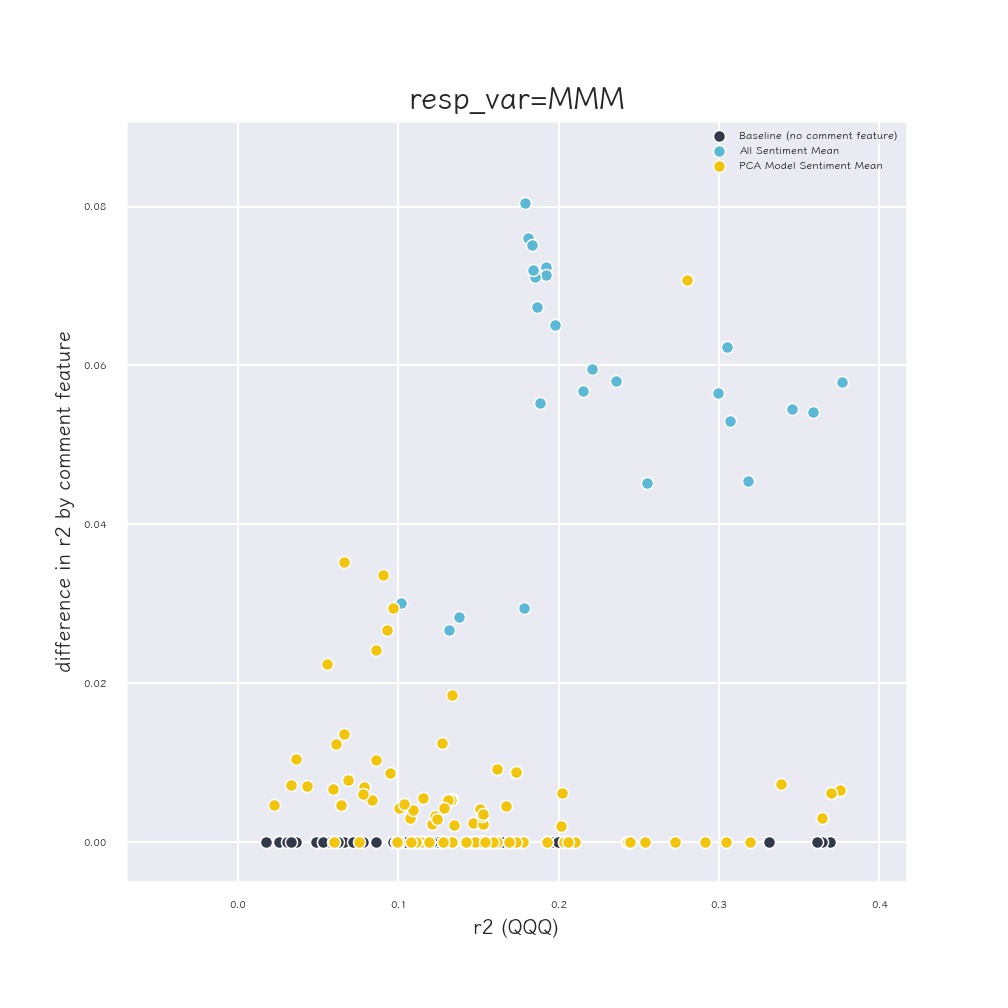 resp_var=MMM
Baseline (no comment feature)
All Sentiment Mean
PCA Model Sentiment Mean
difference in r2 by comment feature
0.08
0.06
0.04
0.02
0.00
0.0
0.1
0.2
0.3
0.4
r2 (QQQ)